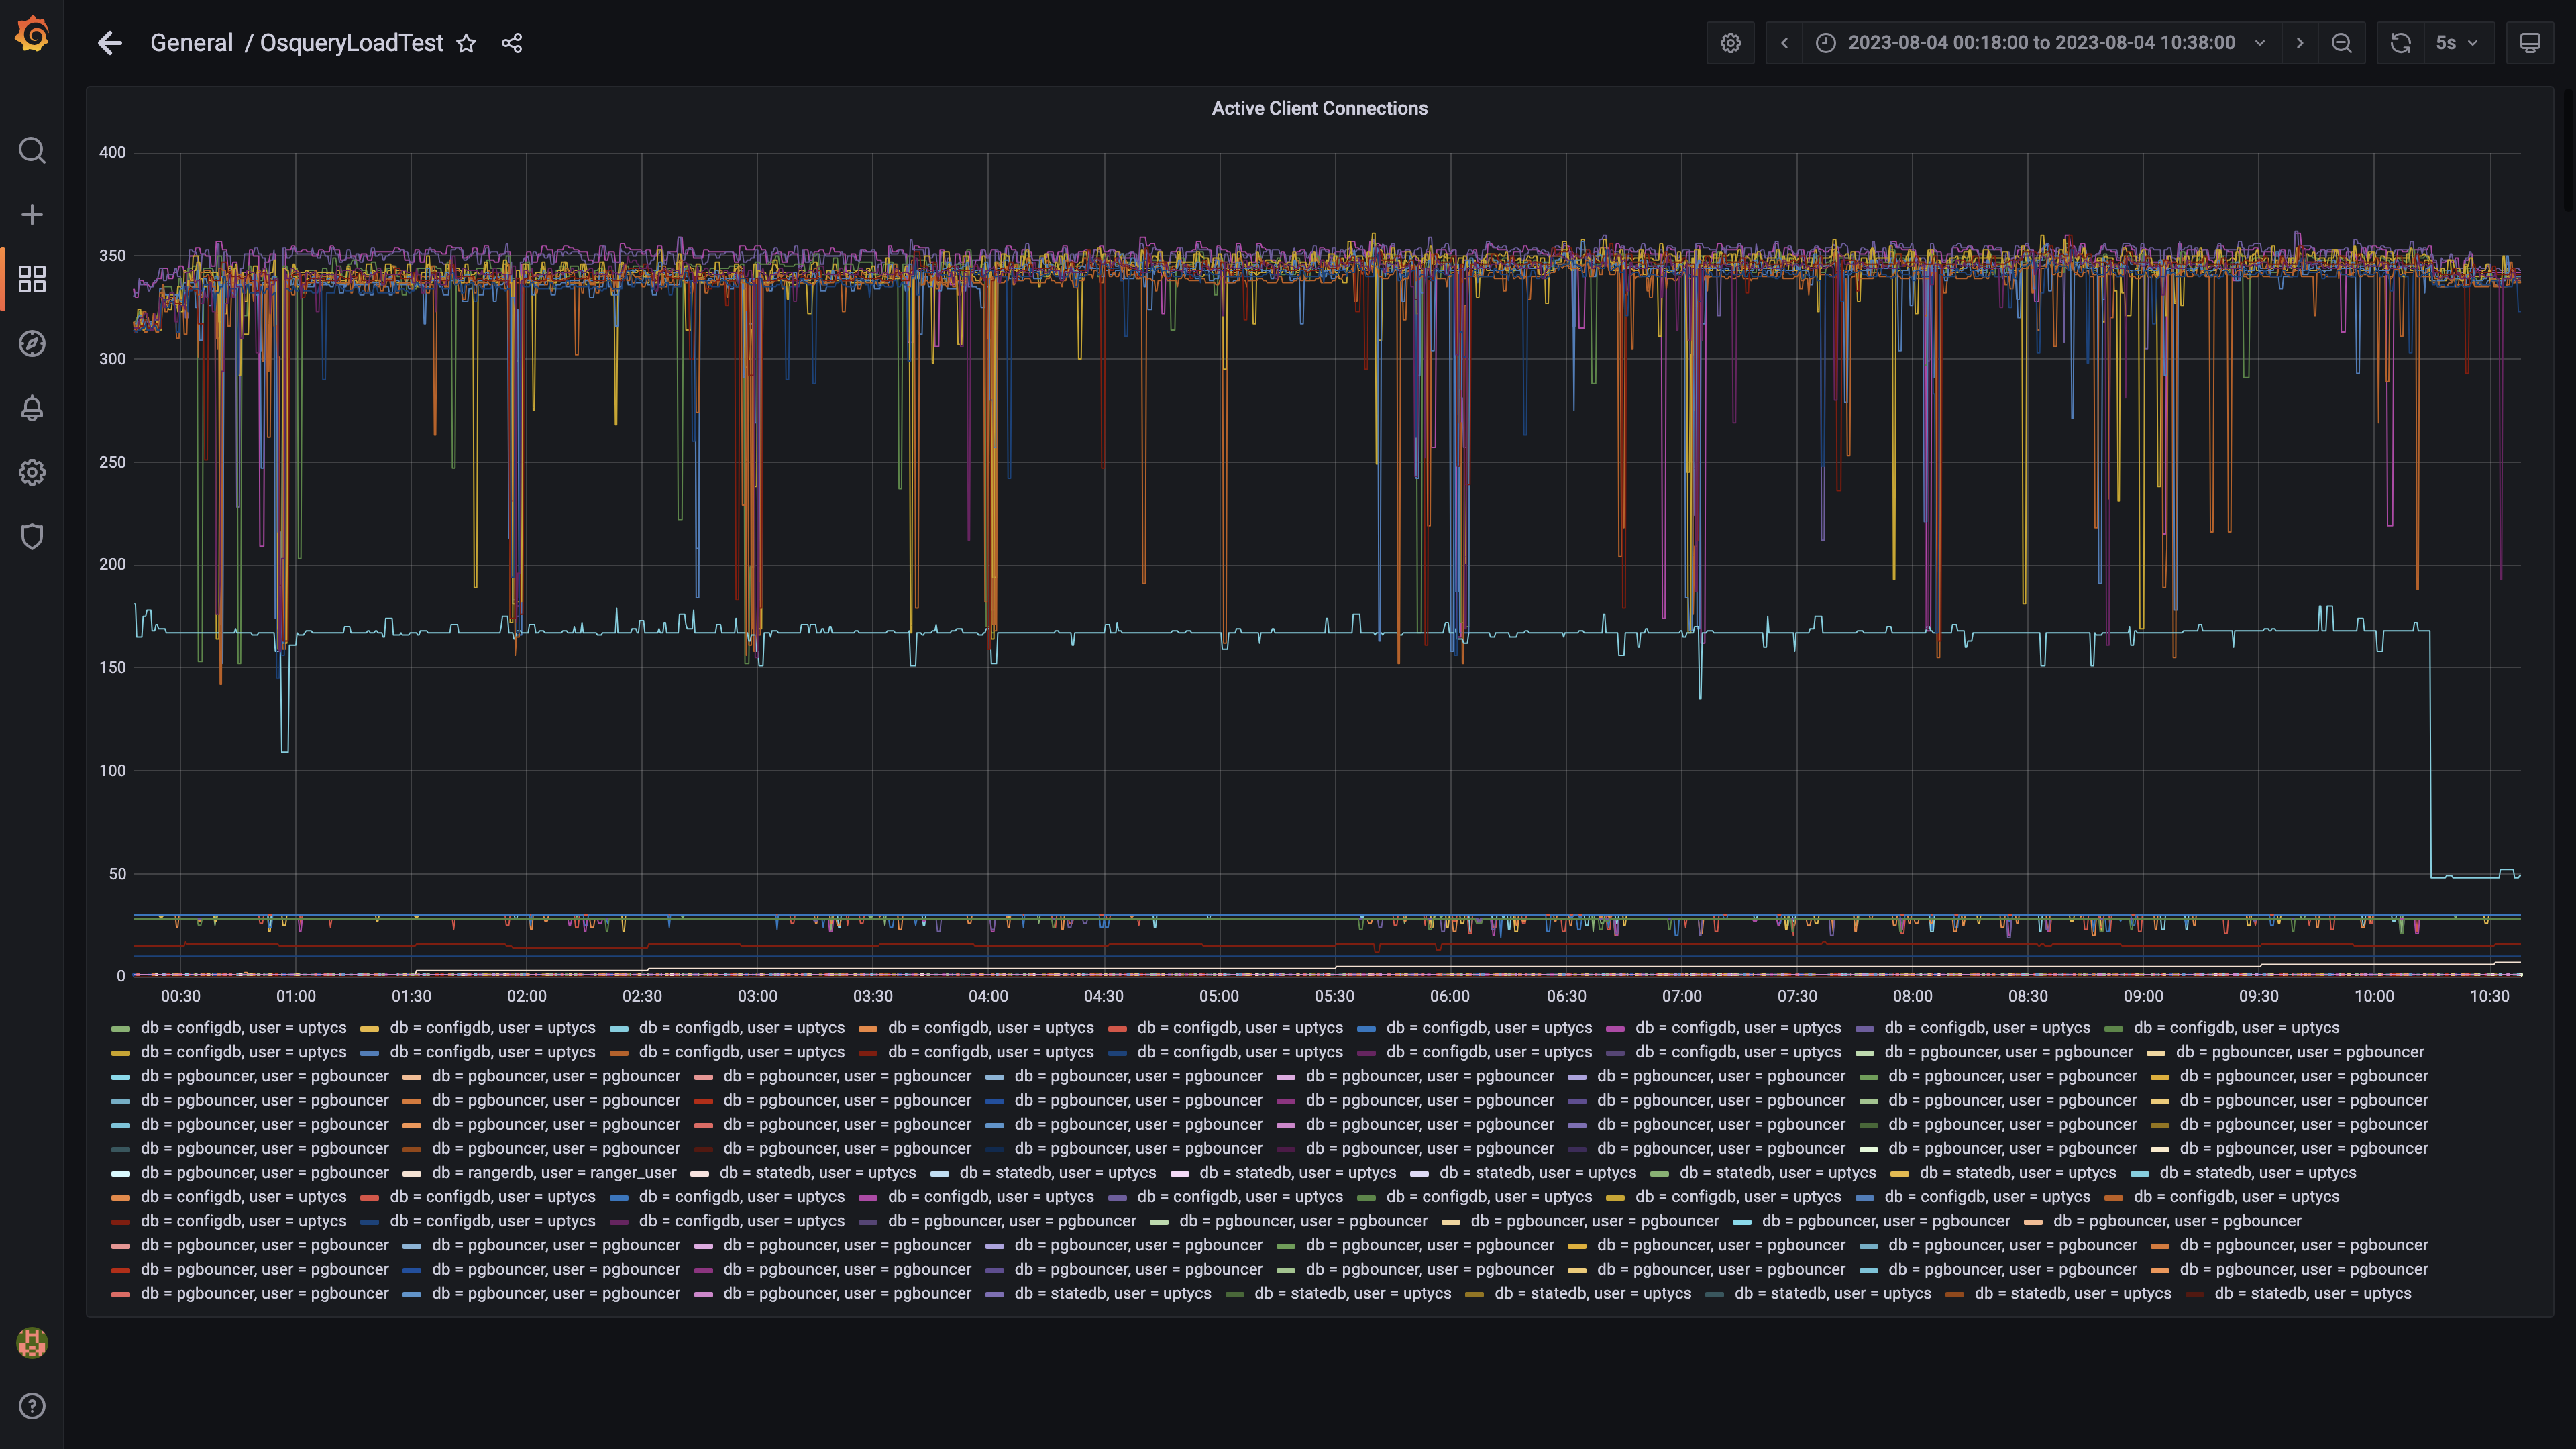 General / OsqueryLoadTest
2023-08-04 00:18:00 to 2023-08-04 10:38:00
5s
Active Client Connections
400
350
300
250
200
150
100
50
0
00:30 01:00 01:30 02:00 02:30 03:00 03:30 04:00 04:30 05:00 05:30 06:00 06:30 07:00 07:30 08:00 08:30 09:00 09:30 10:00 10:30
db = configdb, user = uptycs db = configdb, user = uptycs db = configdb, user = uptycs db = configdb, user = uptycs db = configdb, user = uptycs db = configdb, user = uptycs db = configdb, user = uptycs db = configdb, user = uptycs db = configdb, user = uptycs
db = configdb, user = uptycs db = configdb, user = uptycs db = configdb, user = uptycs db = configdb, user = uptycs db = configdb, user = uptycs db = configdb, user = uptycs db = configdb, user = uptycs db = pgbouncer, user = pgbouncer db = pgbouncer, user = pgbouncer
db = pgbouncer, user = pgbouncer db = pgbouncer, user = pgbouncer db = pgbouncer, user = pgbouncer db = pgbouncer, user = pgbouncer db = pgbouncer, user = pgbouncer db = pgbouncer, user = pgbouncer db = pgbouncer, user = pgbouncer db = pgbouncer, user = pgbouncer
db = pgbouncer, user = pgbouncer db = pgbouncer, user = pgbouncer db = pgbouncer, user = pgbouncer db = pgbouncer, user = pgbouncer db = pgbouncer, user = pgbouncer db = pgbouncer, user = pgbouncer db = pgbouncer, user = pgbouncer db = pgbouncer, user = pgbouncer
db = pgbouncer, user = pgbouncer db = pgbouncer, user = pgbouncer db = pgbouncer, user = pgbouncer db = pgbouncer, user = pgbouncer db = pgbouncer, user = pgbouncer db = pgbouncer, user = pgbouncer db = pgbouncer, user = pgbouncer db = pgbouncer, user = pgbouncer
db = pgbouncer, user = pgbouncer db = pgbouncer, user = pgbouncer db = pgbouncer, user = pgbouncer db = pgbouncer, user = pgbouncer db = pgbouncer, user = pgbouncer db = pgbouncer, user = pgbouncer db = pgbouncer, user = pgbouncer db = pgbouncer, user = pgbouncer
db = pgbouncer, user = pgbouncer db = rangerdb, user = ranger_user db = statedb, user = uptycs db = statedb, user = uptycs db = statedb, user = uptycs db = statedb, user = uptycs db = statedb, user = uptycs db = statedb, user = uptycs db = statedb, user = uptycs
db = configdb, user = uptycs db = configdb, user = uptycs db = configdb, user = uptycs db = configdb, user = uptycs db = configdb, user = uptycs db = configdb, user = uptycs db = configdb, user = uptycs db = configdb, user = uptycs db = configdb, user = uptycs
db = configdb, user = uptycs db = configdb, user = uptycs db = configdb, user = uptycs db = pgbouncer, user = pgbouncer db = pgbouncer, user = pgbouncer db = pgbouncer, user = pgbouncer db = pgbouncer, user = pgbouncer db = pgbouncer, user = pgbouncer
db = pgbouncer, user = pgbouncer db = pgbouncer, user = pgbouncer db = pgbouncer, user = pgbouncer db = pgbouncer, user = pgbouncer db = pgbouncer, user = pgbouncer db = pgbouncer, user = pgbouncer db = pgbouncer, user = pgbouncer db = pgbouncer, user = pgbouncer
db = pgbouncer, user = pgbouncer db = pgbouncer, user = pgbouncer db = pgbouncer, user = pgbouncer db = pgbouncer, user = pgbouncer db = pgbouncer, user = pgbouncer db = pgbouncer, user = pgbouncer db = pgbouncer, user = pgbouncer db = pgbouncer, user = pgbouncer
db = pgbouncer, user = pgbouncer db = pgbouncer, user = pgbouncer db = pgbouncer, user = pgbouncer db = statedb, user = uptycs db = statedb, user = uptycs db = statedb, user = uptycs db = statedb, user = uptycs db = statedb, user = uptycs db = statedb, user = uptycs